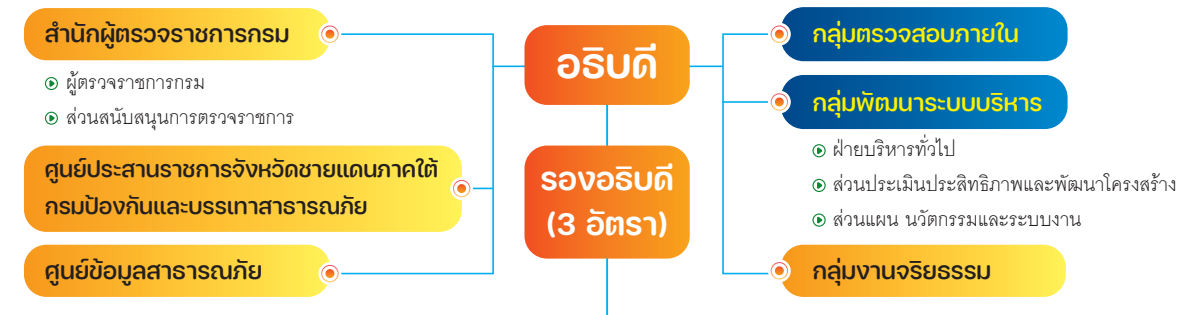 สำนักผู้ตรวจราชการกรม
ผู้ตรวจราชการกรม
ส่วนสนับสนุนการตรวจราชการ
ศูนย์ประสานราชการจังหวัดชายแดนภาคใต้
กรมป้องกันและบรรเทาสาธารณภัย
ศูนย์ข้อมูลสาธารณภัย
อธิบดี
รองอธิบดี
(3 อัตรา)
กลุ่มตรวจสอบภายใน
กลุ่มพัฒนาระบบบริหาร
ฝ่ายบริหารทั่วไป
ส่วนประเมินประสิทธิภาพและพัฒนาโครงสร้าง
ส่วนแผน นวัตกรรมและระบบงาน
กลุ่มงานจริยธรรม